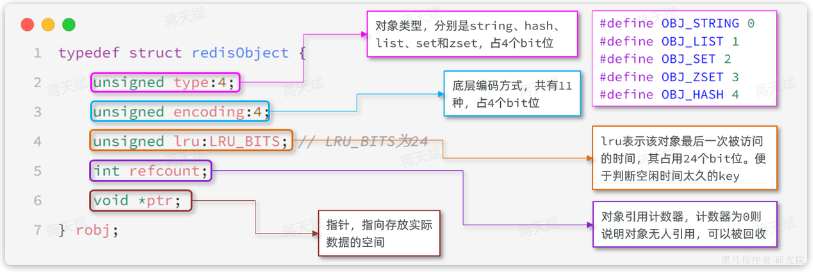 对象类型，分别是string、hash、
list、set和zset，占4个bit位
#define OBJ_STRING 0
#define OBJ_LIST 1
#define OBJ_SET 2
#define OBJ_ZSET 3
#define OBJ_HASH 4
1 typedef struct redisObject {
2 unsigned type:4;
3 unsigned encoding:4;
4 unsigned lru:LRU_BITS; // LRU_BITS为24
5 int refcount;
6 void *ptr;
7 } robj;
底层编码方式，共有11
种，占4个bit位
lru表示该对象最后一次被访问
的时间，其占用24个bit位。便
于判断空闲时间太久的key
对象引用计数器，计数器为0则
说明对象无人引用，可以被回收
指针，指向存放实际
数据的空间
蒋天斌
黑马程序员·研究院